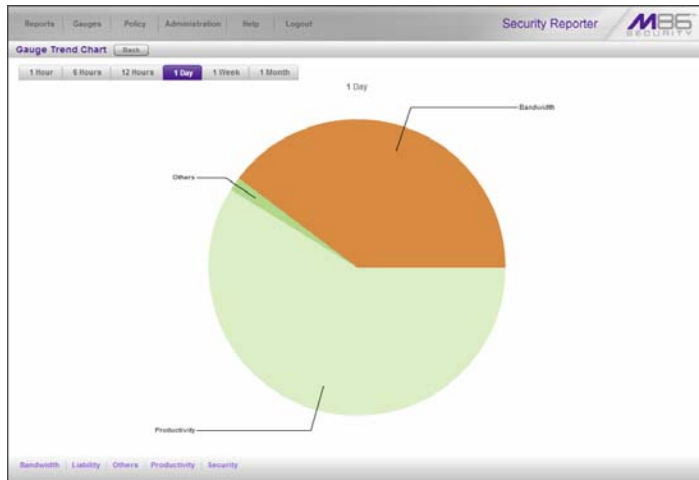 Reports Gauges Policy Administration Help Logout
Security Reporter
M86 SECURITY
Gauge Trend Chart Back
1 Hour 6 Hours 12 Hours 1 Day 1 Week 1 Month
1 Day
Bandwidth
Others
Productivity
Bandwidth Liability Others Productivity Security